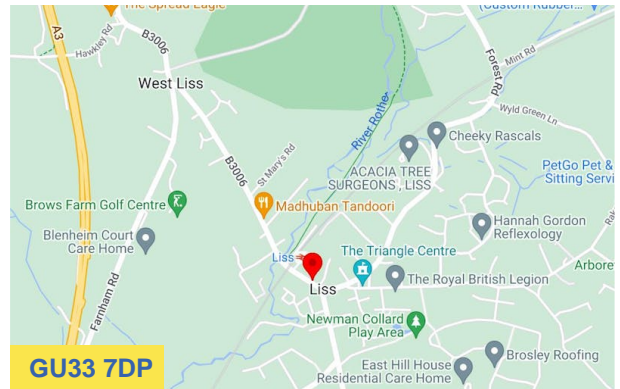 The Spread Eagle
(Custom Rubber...
A3
Hawkley Rd
B3006
West Liss
Forest Rd
Mint Rd
Wyld Green Ln
River Rother
Cheeky Rascals
St Mary's Rd
B3006
ACACIA TREE
SURGEONS , LISS
PetGo Pet &
Sitting Servi
Brows Farm Golf Centre
Madhuban Tandoori
Blenheim Court
Care Home
Hannah Gordon
Reflexology
Farnham Rd
Liss
The Triangle Centre
Arbore
Liss
The Royal British Legion
Newman Collard
Play Area
Brosley Roofing
East Hill House
Residential Care Home
GU33 7DP